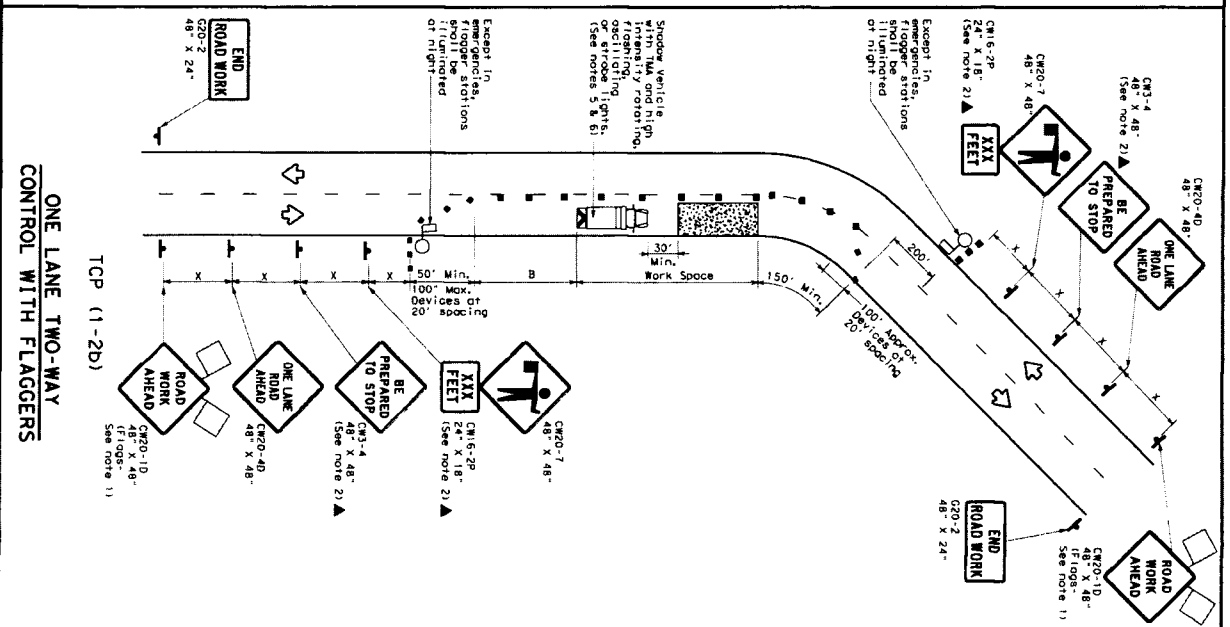 END
ROAD WORK
G20-2
48" X 24"
Except in
emergencies,
flagger stations
shall be
illuminated
at night
Shadow Vehicle
with TMA and high
intensity rotating,
flashing,
oscillating
or strobe lights.
(See notes 5 & 6)
Except in
emergencies,
flagger stations
shall be
illuminated
at night
CW16-2P
24" X 18"
(See note 2) ▲
CW20-7
48" X 48"
XXX
FEET
CW3-4
48" X 48"
(See note 2) ▲
BE
PREPARED
TO STOP
CW20-4D
48" X 48"
ONE LANE
ROAD
AHEAD
ROAD
WORK
AHEAD
CW20-1D
48" X 48"
(Flags-
See note 1)
END
ROAD WORK
G20-2
48" X 24"
X
X
X
200'
100' Approx.
Devices at
20' spacing
150' Min.
30'
Min.
Work Space
B
50' Min.
100' Max.
Devices at
20' spacing
X
X
X
X
XXX
FEET
CW20-7
48" X 48"
CW16-2P
24" X 18"
(See note 2) ▲
BE
PREPARED
TO STOP
CW3-4
48" X 48"
(See note 2) ▲
ONE LANE
ROAD
AHEAD
CW20-4D
48" X 48"
ROAD
WORK
AHEAD
CW20-1D
48" X 48"
(Flags-
See note 1)
TCP (1-2b)
ONE LANE TWO-WAY
CONTROL WITH FLAGGERS